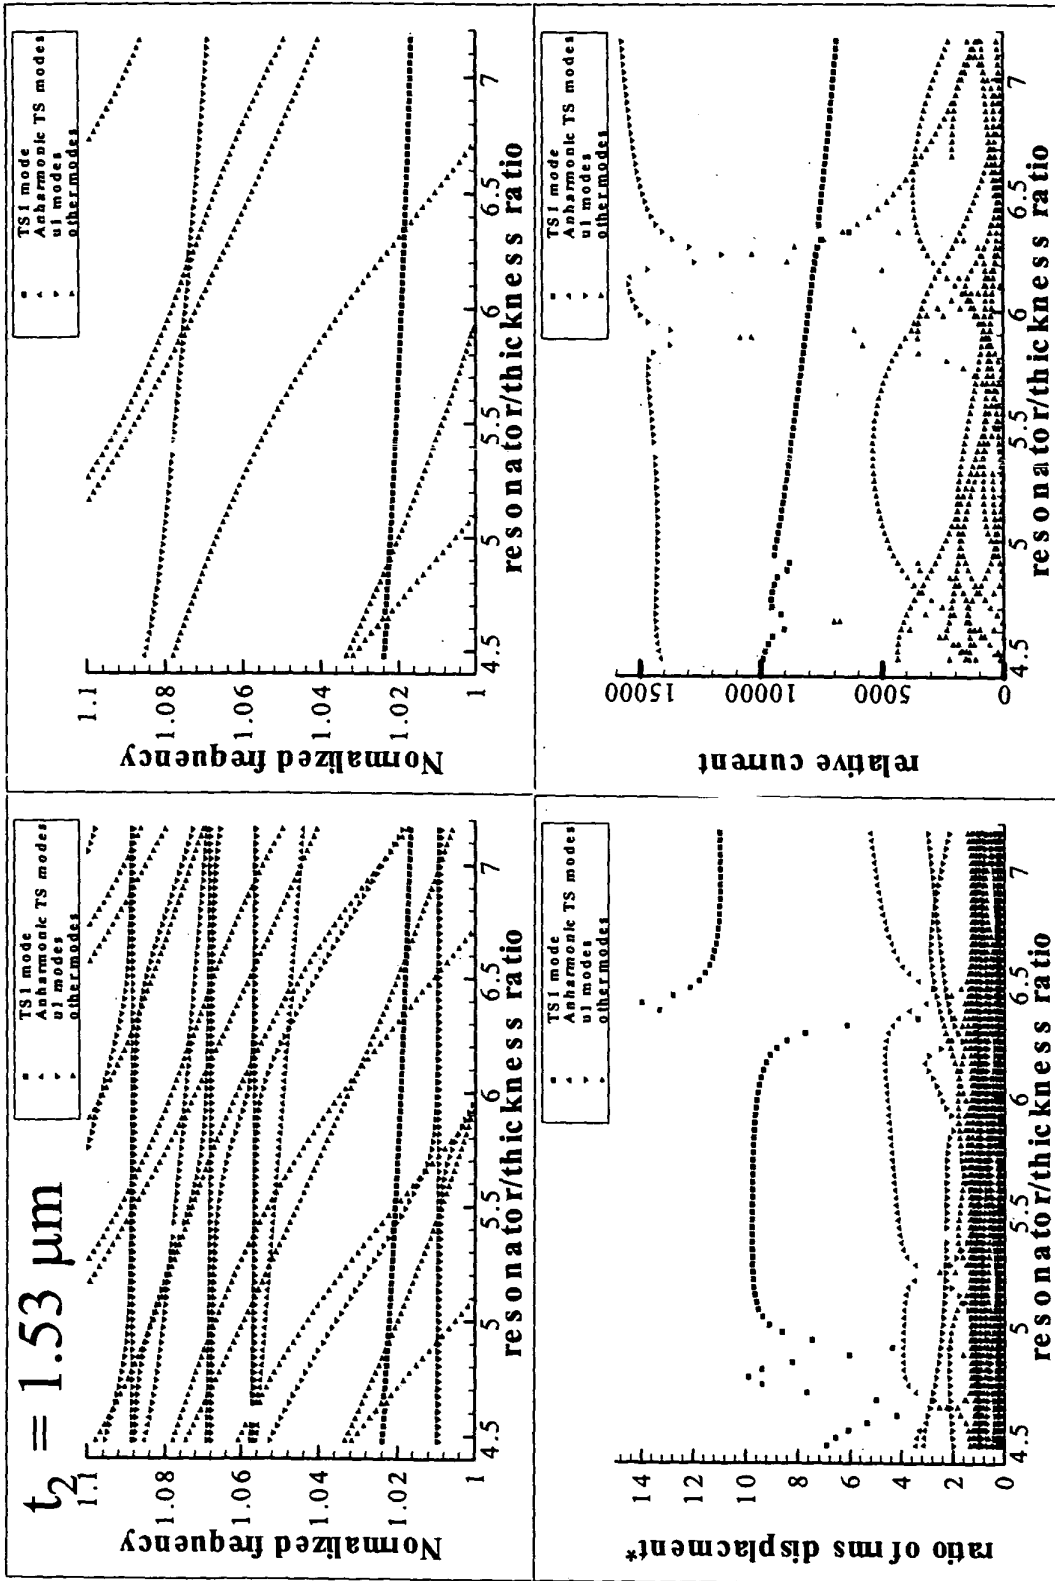 t₂ = 1.53 μm
TS1 mode
Anharmonic TS modes
u1 modes
other modes
Normalized frequency
1.1
1.08
1.06
1.04
1.02
1
4.5
5
5.5
6
6.5
7
resonator/thickness ratio
TS1 mode
Anharmonic TS modes
u1 modes
other modes
Normalized frequency
1.1
1.08
1.06
1.04
1.02
1
4.5
5
5.5
6
6.5
7
resonator/thickness ratio
TS1 mode
Anharmonic TS modes
u1 modes
other modes
ratio of rms displacment*
14
12
10
8
6
4
2
0
4.5
5
5.5
6
6.5
7
resonator/thickness ratio
TS1 mode
Anharmonic TS modes
u1 modes
other modes
relative current
15000
10000
5000
0
4.5
5
5.5
6
6.5
7
resonator/thickness ratio